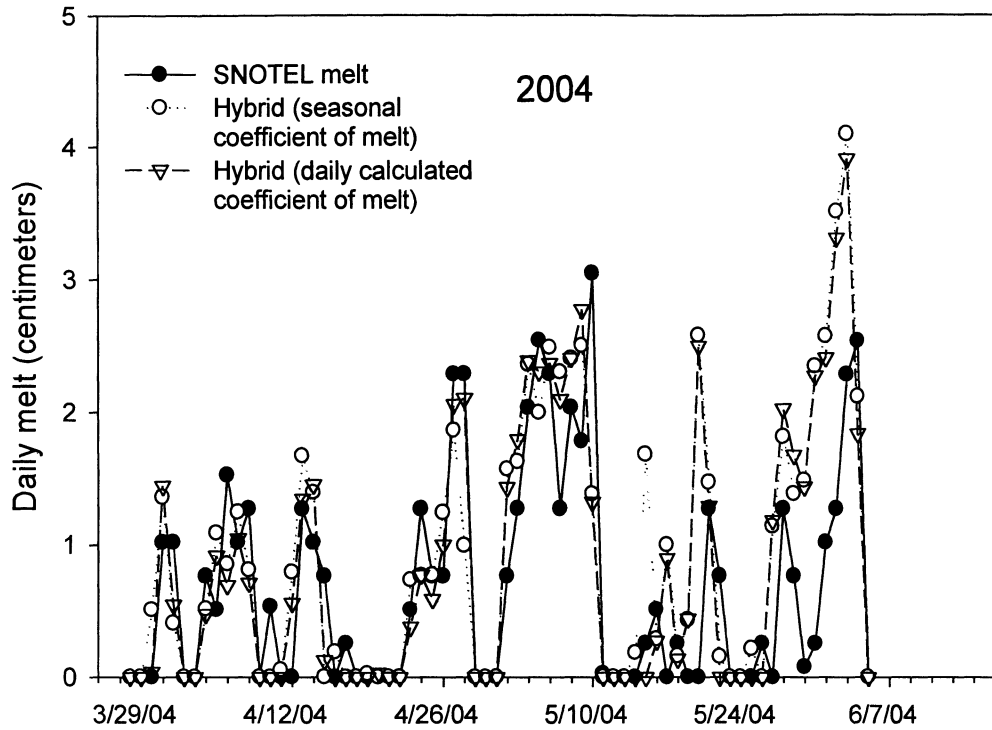 5
SNOTEL melt
2004
Hybrid (seasonal
coefficient of melt)
4
Hybrid (daily calculated
coefficient of melt)
Daily melt (centimeters)
3
2
1
0
3/29/04 4/12/04 4/26/04 5/10/04 5/24/04 6/7/04